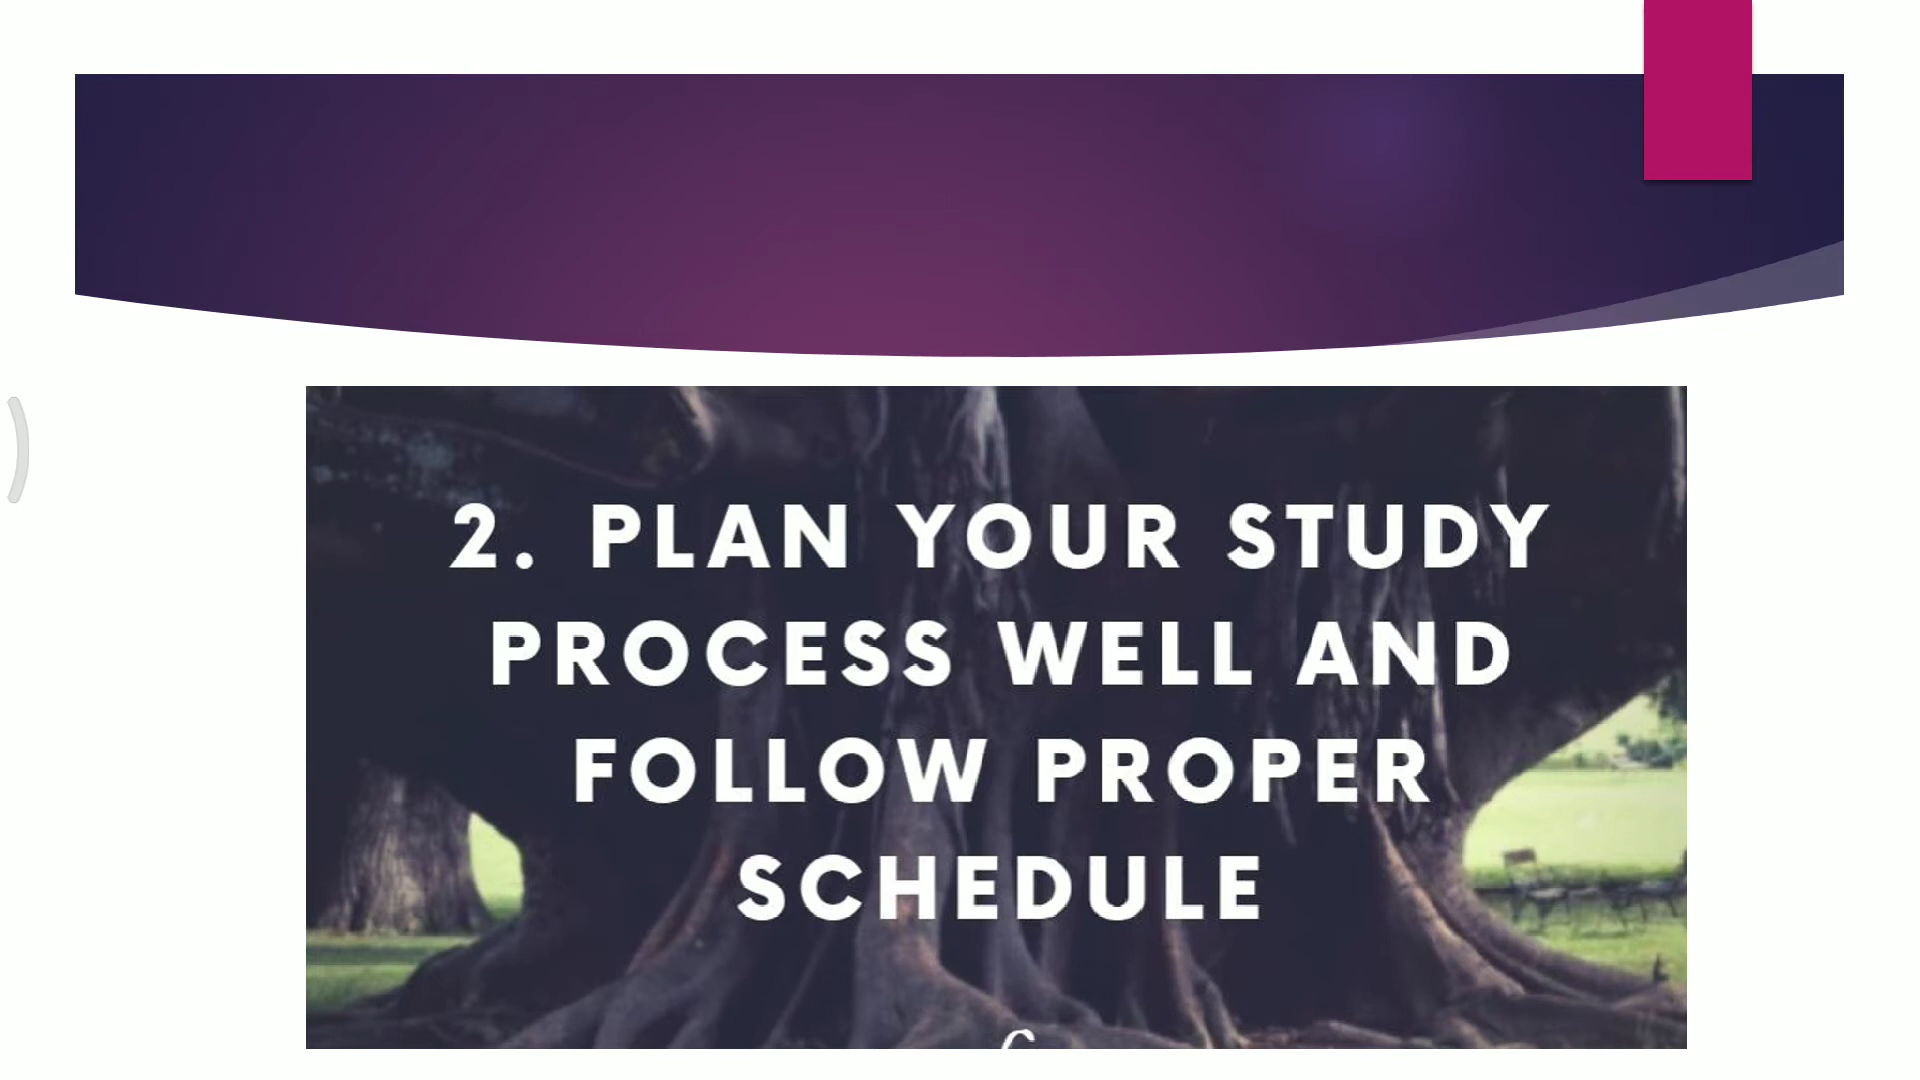 2. PLAN YOUR STUDY
PROCESS WELL AND
FOLLOW PROPER
SCHEDULE